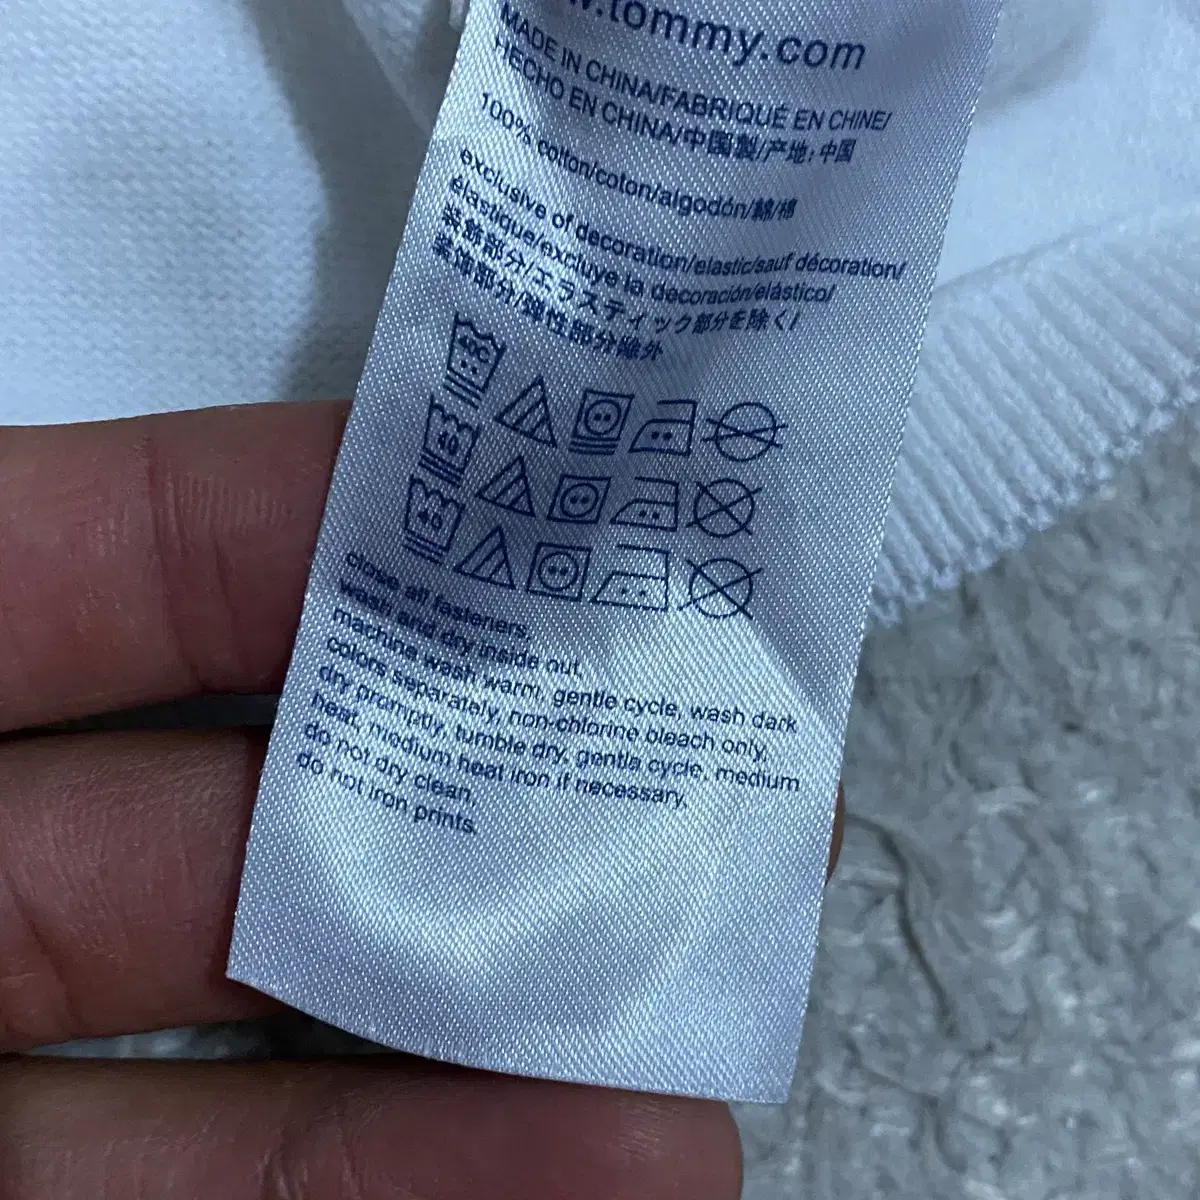 w.tommy.com
MADE IN CHINA/FABRIQUÉ EN CHINE/
HECHO EN CHINA/中国製/产地: 中国
100% cotton/coton/algodón/綿/棉
exclusive of decoration/elastic/sauf décoration/
élastique/excluye la decoración/elástico/
装飾部分/エラスティック部分を除く/
装饰部分/弹性部分除外
close all fasteners,
wash and dry inside out,
machine wash warm, gentle cycle, wash dark
colors separately, non-chlorine bleach only,
dry promptly, tumble dry, gentle cycle, medium
heat, medium heat iron if necessary,
do not dry clean,
do not iron prints.